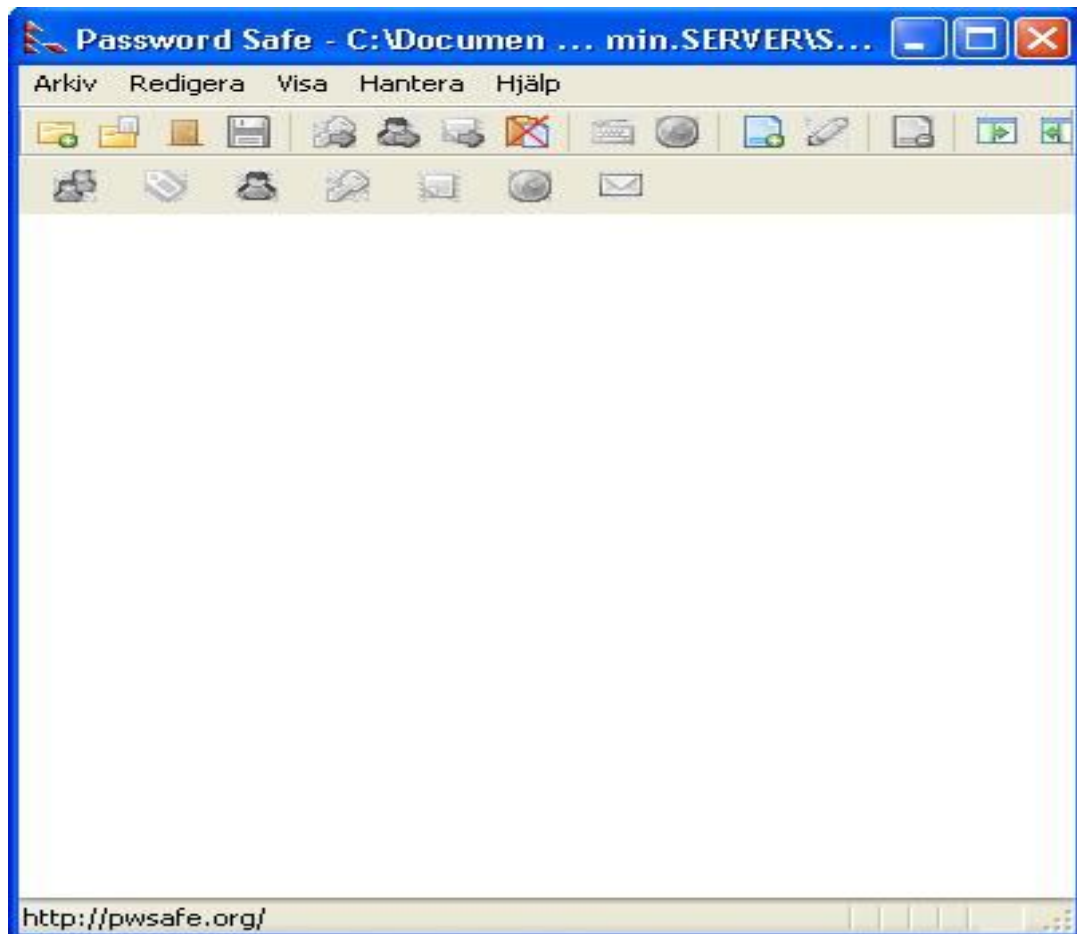 Password Safe - C:\Documen ... min.SERVER\S...
Arkiv Redigera Visa Hantera Hjälp
http://pwsafe.org/